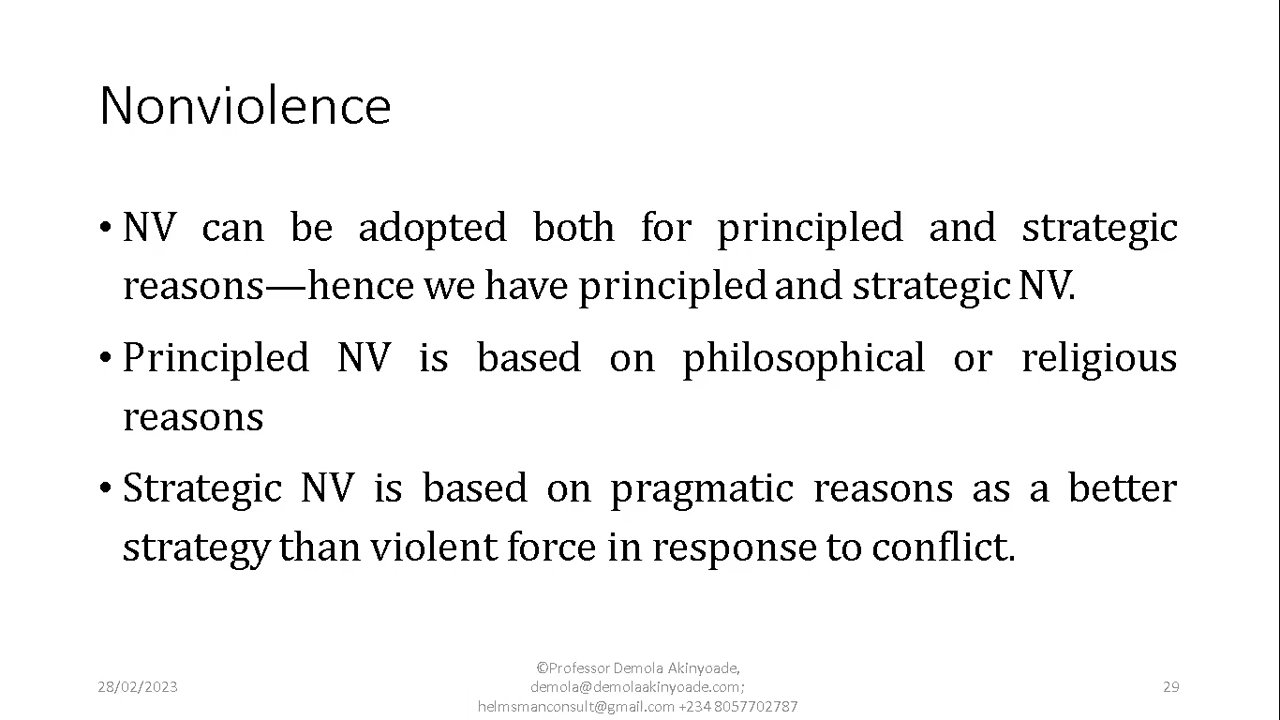 Nonviolence
• NV can be adopted both for principled and strategic
reasons—hence we have principled and strategic NV.
• Principled NV is based on philosophical or religious
reasons
• Strategic NV is based on pragmatic reasons as a better
strategy than violent force in response to conflict.
28/02/2023
©Professor Demola Akinyoade,
demola@demolaakinyoade.com;
helmsmanconsult@gmail.com +234 8057702787
29